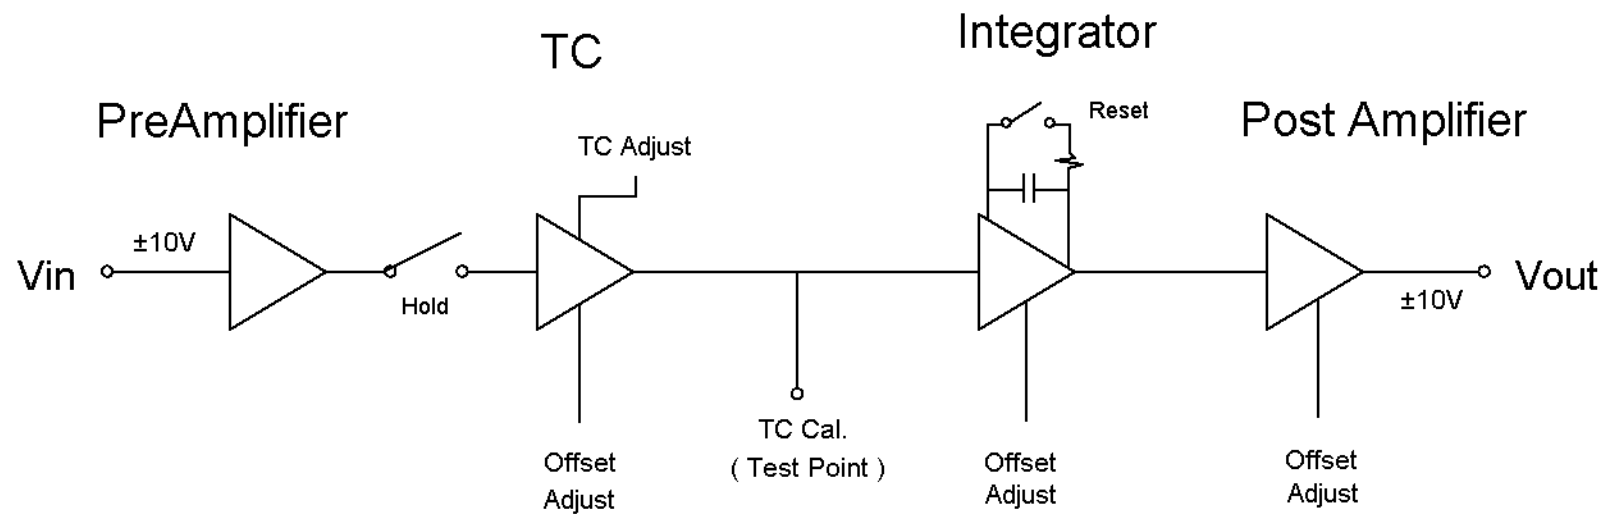 TC
Integrator
PreAmplifier
Post Amplifier
Reset
TC Adjust
±10V
Vin
Hold
Vout
±10V
TC Cal.
( Test Point )
Offset
Adjust
Offset
Adjust
Offset
Adjust